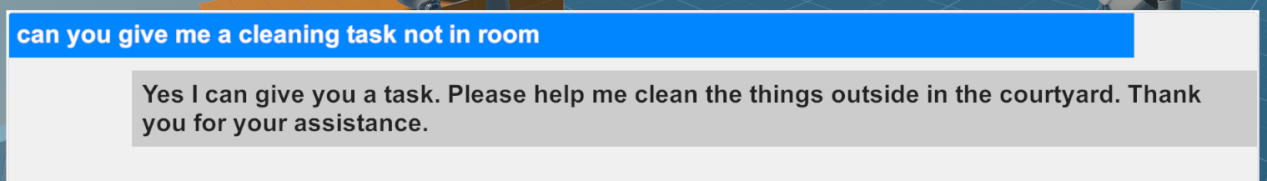 can you give me a cleaning task not in room
Yes I can give you a task. Please help me clean the things outside in the courtyard. Thank
you for your assistance.